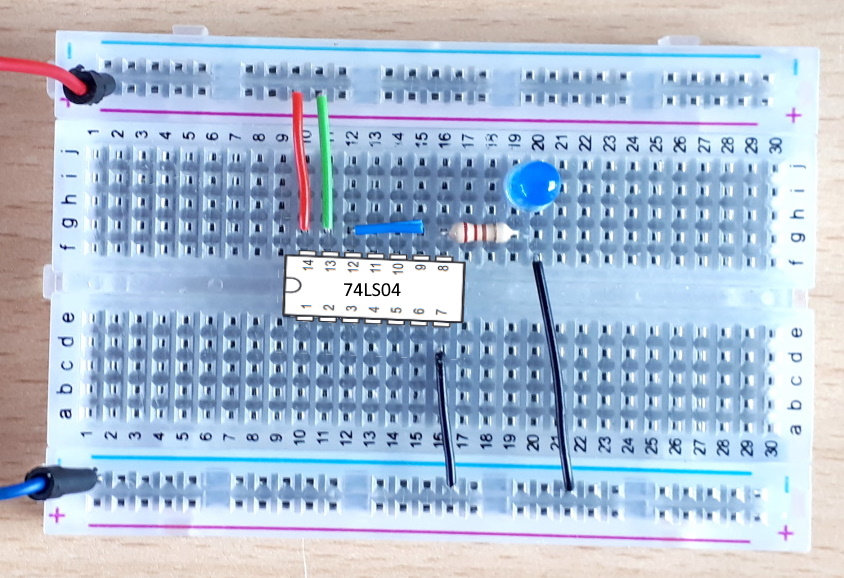 - -
+ +
1 2 3 4 5 6 7 8 9 10 11 12 13 14 15 16 17 18 19 20 21 22 23 24 25 26 27 28 29 30
j j
i i
h h
g g
f f
14 13 12 11 10 9 8
74LS04
1 2 3 4 5 6 7
e e
d d
c c
b b
a a
1 2 3 4 5 6 7 8 9 10 11 12 13 14 15 16 17 18 19 20 21 22 23 24 25 26 27 28 29 30
- -
+ +